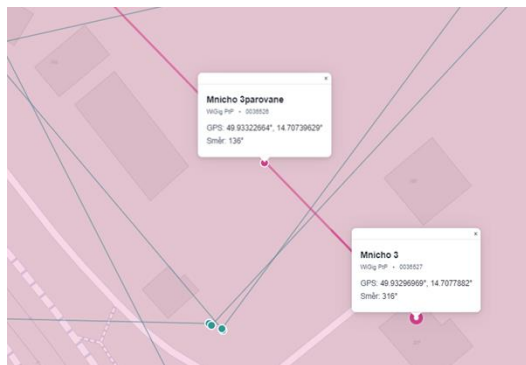 ×
Mnicho 3parovane
WiGig PtP • 0036526
GPS: 49.93322664°, 14.70739629°
Směr: 136°
×
Mnicho 3
WiGig PtP • 0036527
GPS: 49.93296969°, 14.7077882°
Směr: 316°